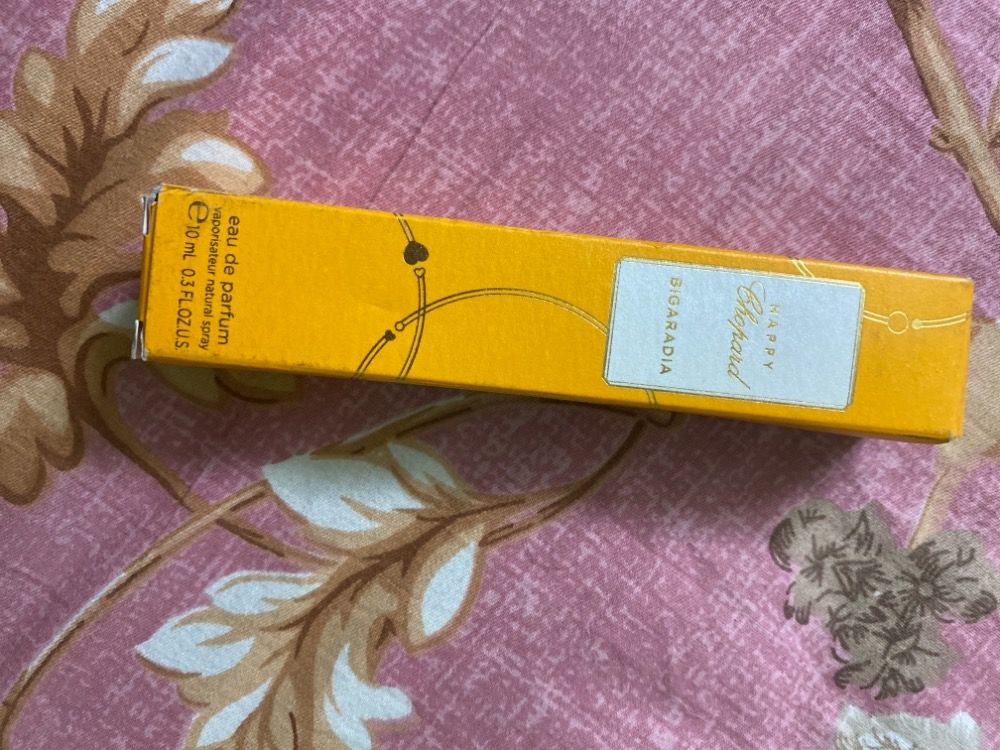 HAPPY
Chopard
BIGARADIA
eau de parfum
vaporisateur natural spray
e 10 mL 0.3 FL.OZ.U.S.